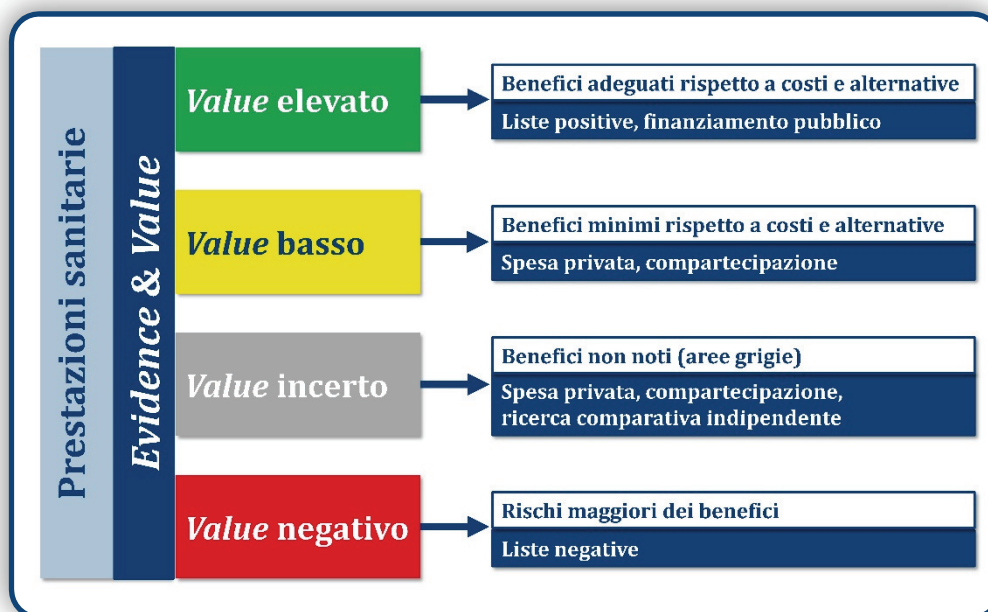 Prestazioni sanitarie
Evidence & Value
Value elevato
Benefici adeguati rispetto a costi e alternative
Liste positive, finanziamento pubblico
Value basso
Benefici minimi rispetto a costi e alternative
Spesa privata, compartecipazione
Value incerto
Benefici non noti (aree grigie)
Spesa privata, compartecipazione,
ricerca comparativa indipendente
Value negativo
Rischi maggiori dei benefici
Liste negative